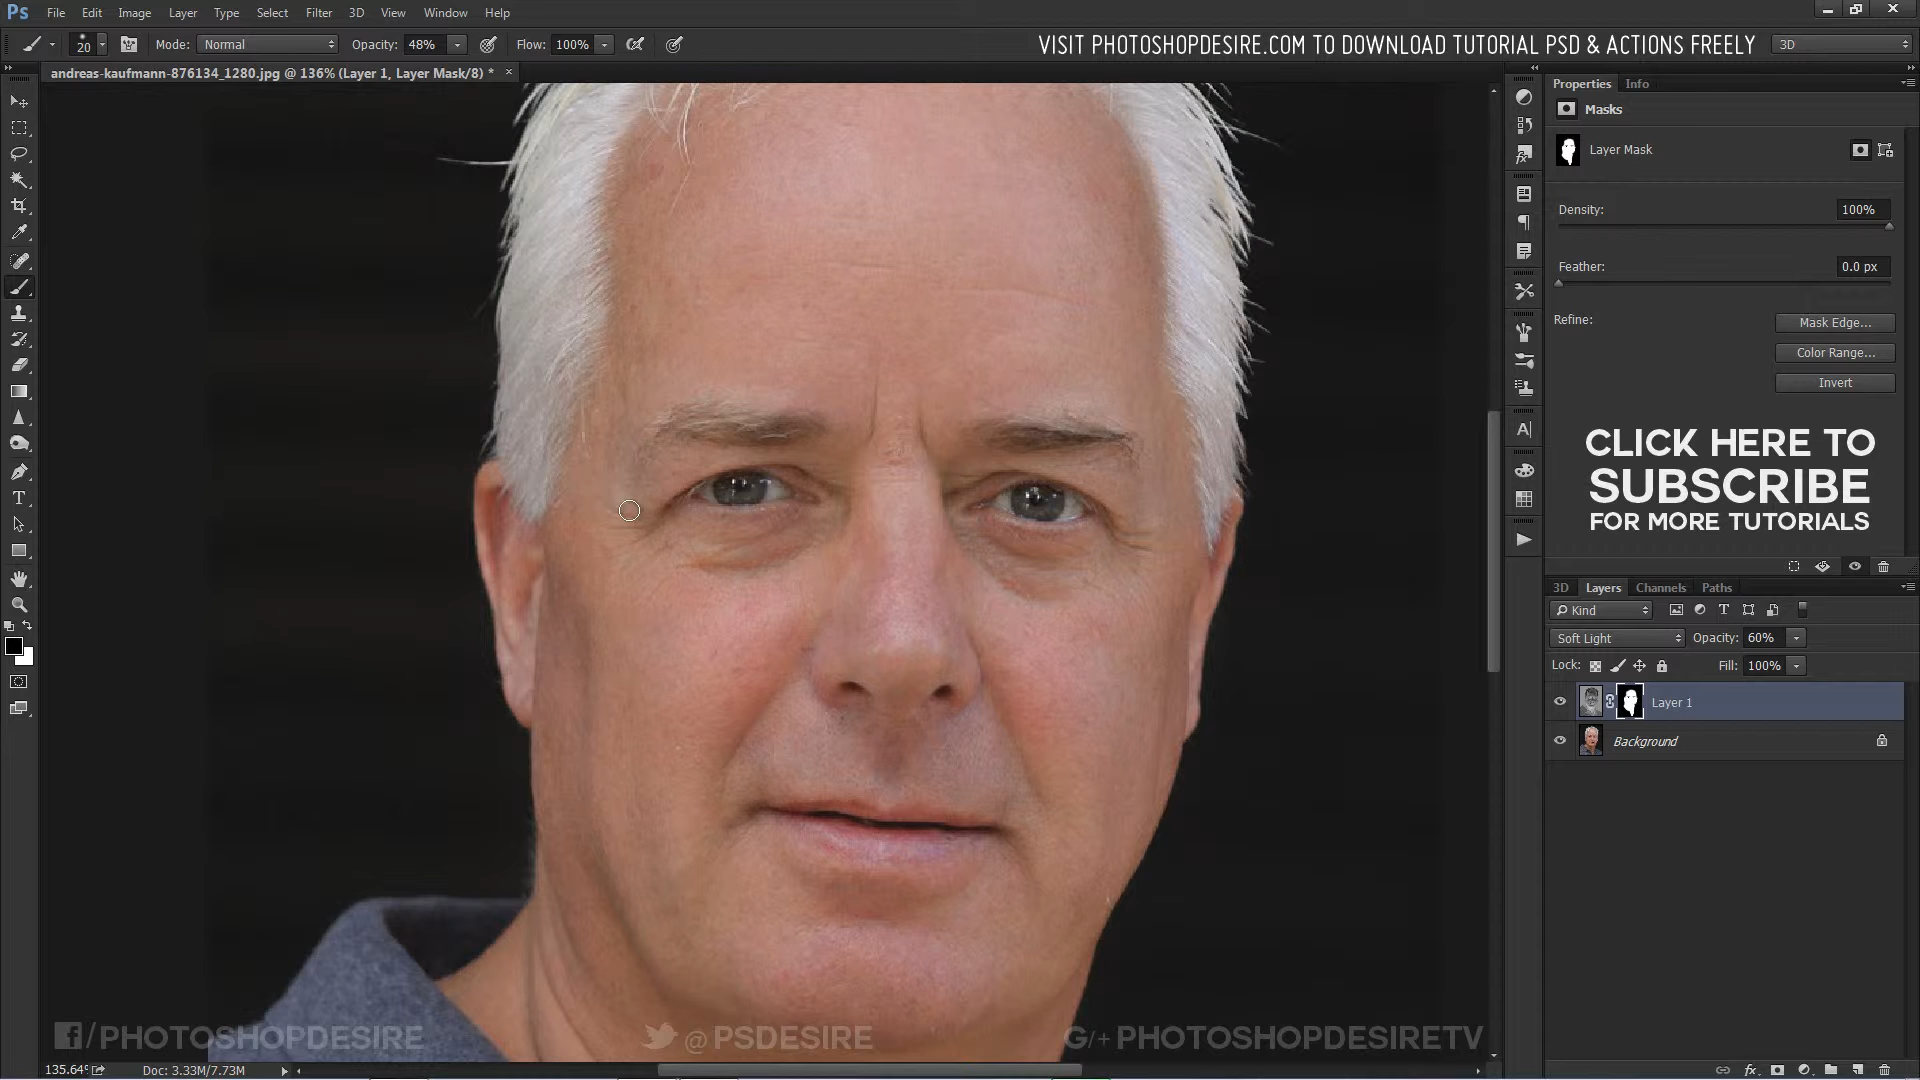 Ps File Edit Image Layer Type Select Filter 3D View Window Help
20 Mode: Normal Opacity: 48% Flow: 100% VISIT PHOTOSHOPDESIRE.COM TO DOWNLOAD TUTORIAL PSD & ACTIONS FREELY 3D
andreas-kaufmann-876134_1280.jpg @ 136% (Layer 1, Layer Mask/8) *
Properties Info
Masks
Layer Mask
Density: 100%
Feather: 0.0 px
Refine: Mask Edge...
Color Range...
Invert
CLICK HERE TO
SUBSCRIBE
FOR MORE TUTORIALS
3D Layers Channels Paths
Kind
Soft Light Opacity: 60%
Lock: Fill: 100%
Layer 1
Background
f/PHOTOSHOPDESIRE @PSDESIRE G/+PHOTOSHOPDESIRETV
135.64% Doc: 3.33M/7.73M